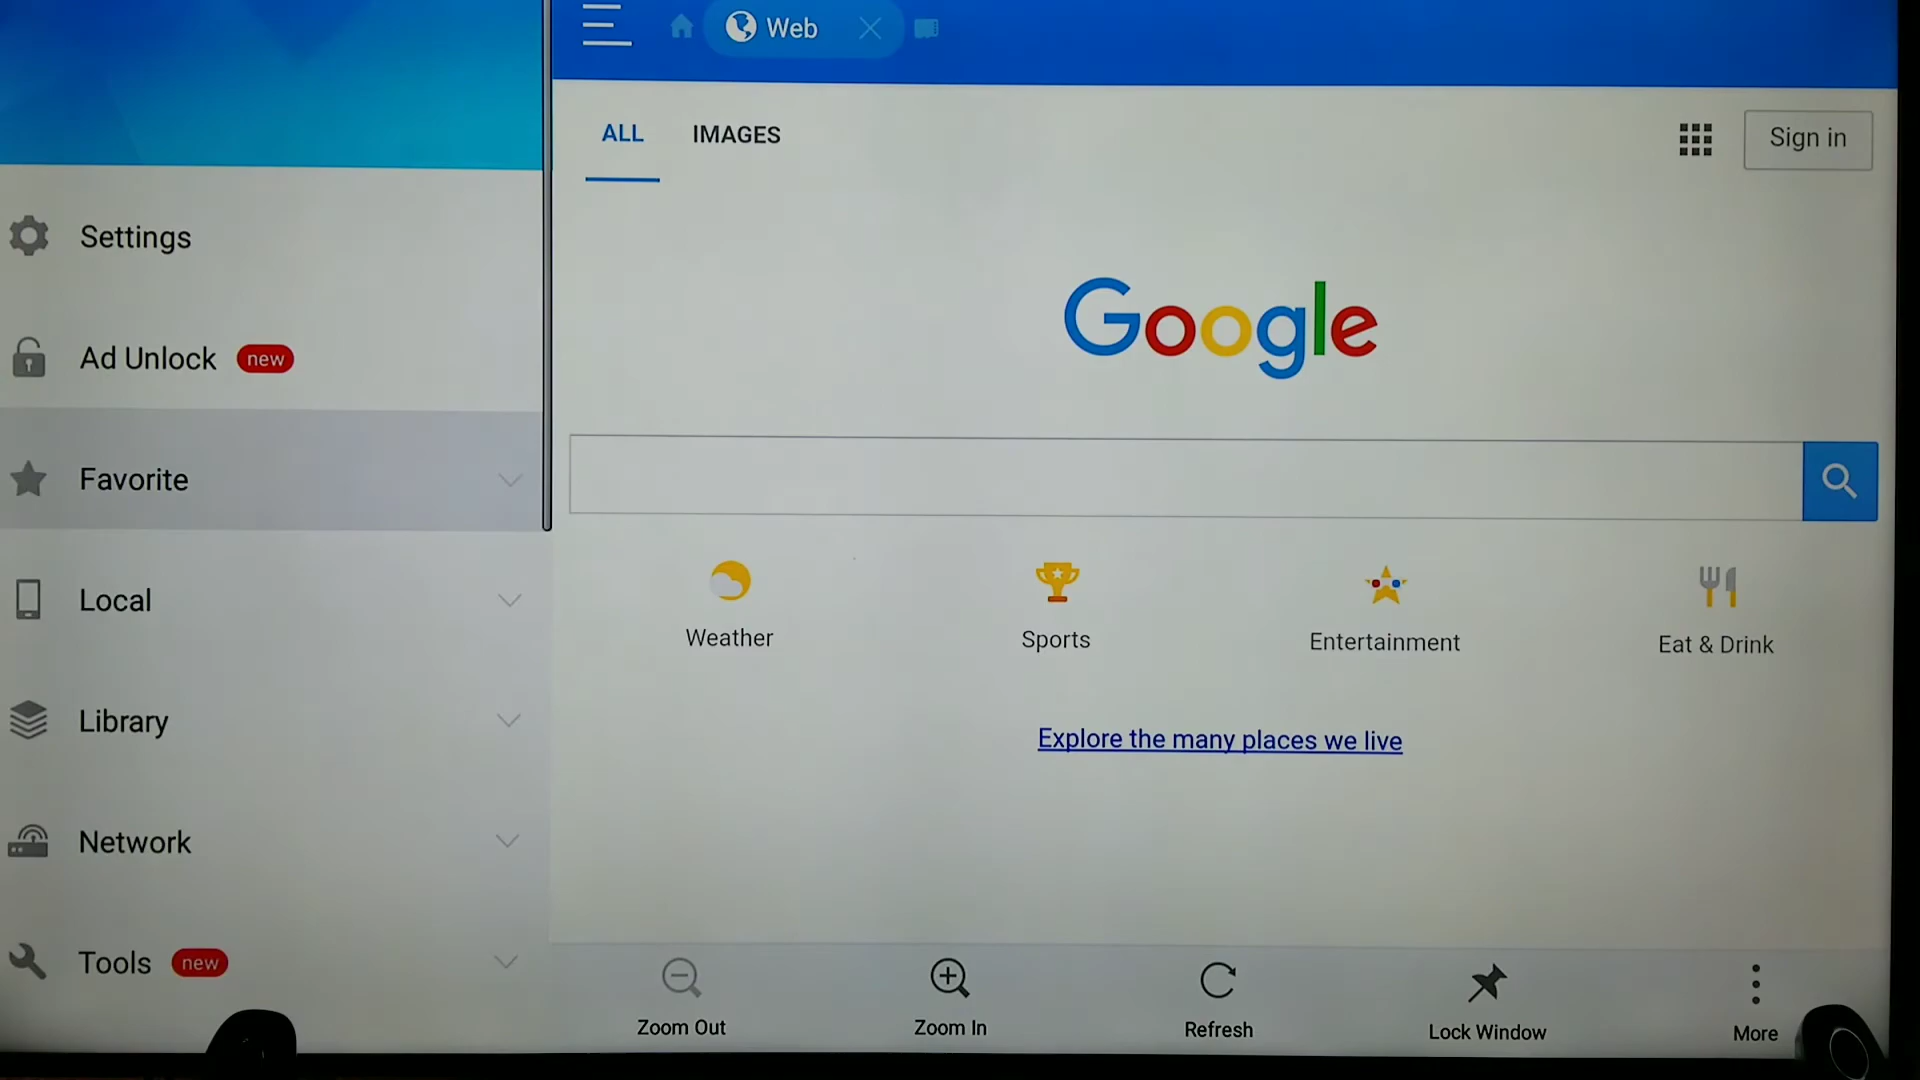 Web
ALL IMAGES
Sign in
Settings
Google
Ad Unlock new
Favorite
Local
Weather Sports Entertainment Eat & Drink
Library
Explore the many places we live
Network
Tools new
Zoom Out Zoom In Refresh Lock Window More